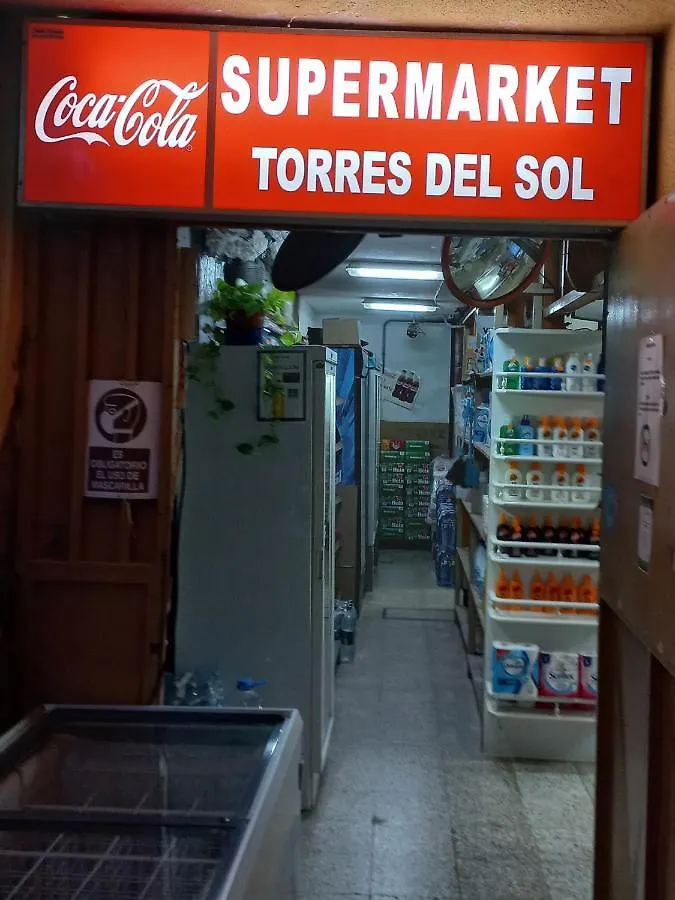 Coca-Cola
SUPERMARKET
TORRES DEL SOL
ES
OBLIGATORIO
EL USO DE
MASCARILLA